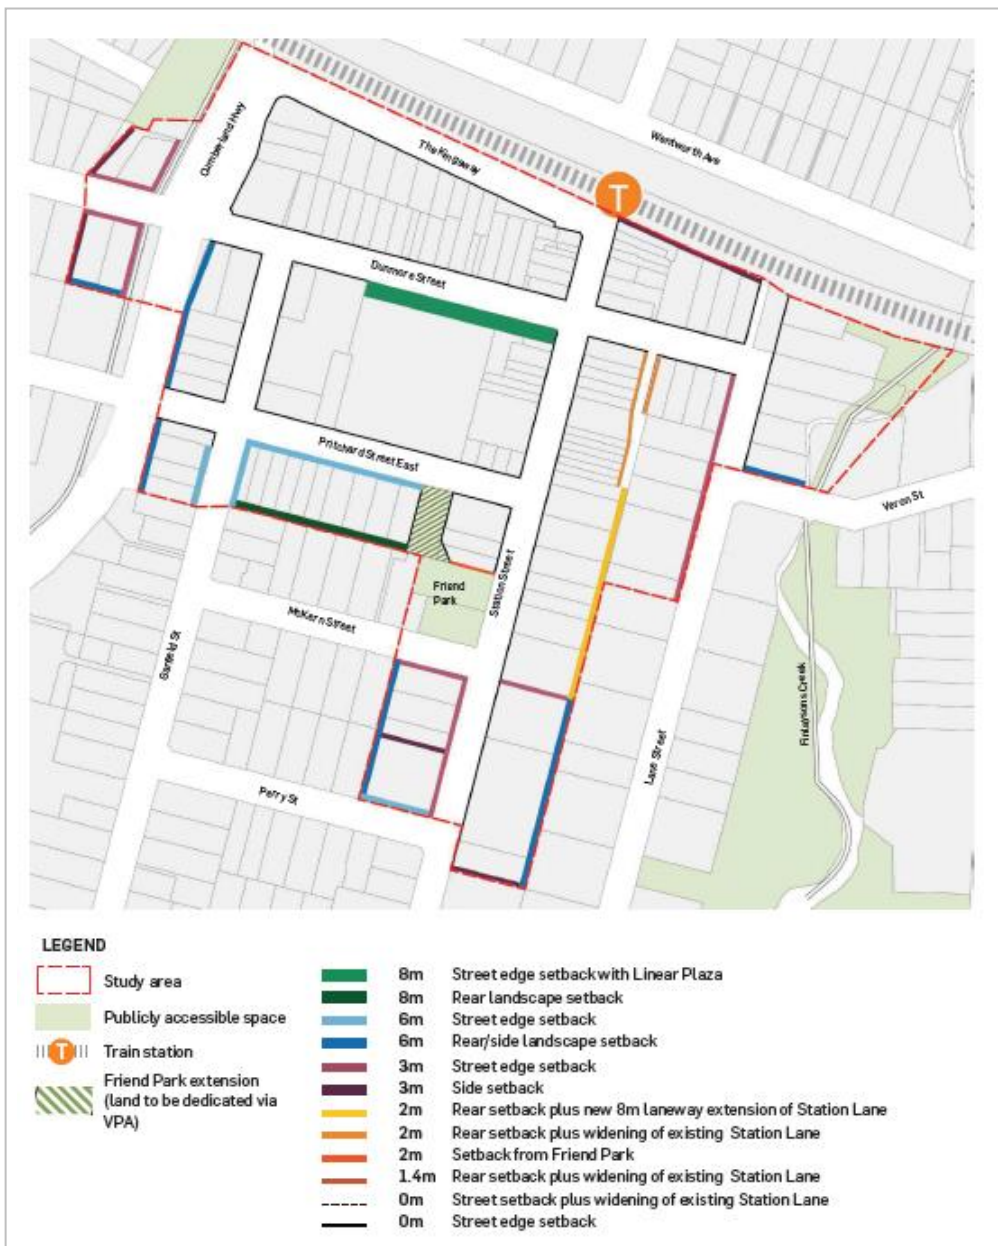 Wentworth Ave
Cumberland Hwy
The Kingsway
T
Dunmore Street
Pritchard Street East
Veron St
Station Street
Friend
Park
McKern Street
Garfield St
Finlaysons Creek
Lane Street
Perry St
LEGEND
Study area
Publicly accessible space
T Train station
Friend Park extension
(land to be dedicated via
VPA)
8m Street edge setback with Linear Plaza
8m Rear landscape setback
6m Street edge setback
6m Rear/side landscape setback
3m Street edge setback
3m Side setback
2m Rear setback plus new 8m laneway extension of Station Lane
2m Rear setback plus widening of existing Station Lane
2m Setback from Friend Park
1.4m Rear setback plus widening of existing Station Lane
0m Street setback plus widening of existing Station Lane
0m Street edge setback